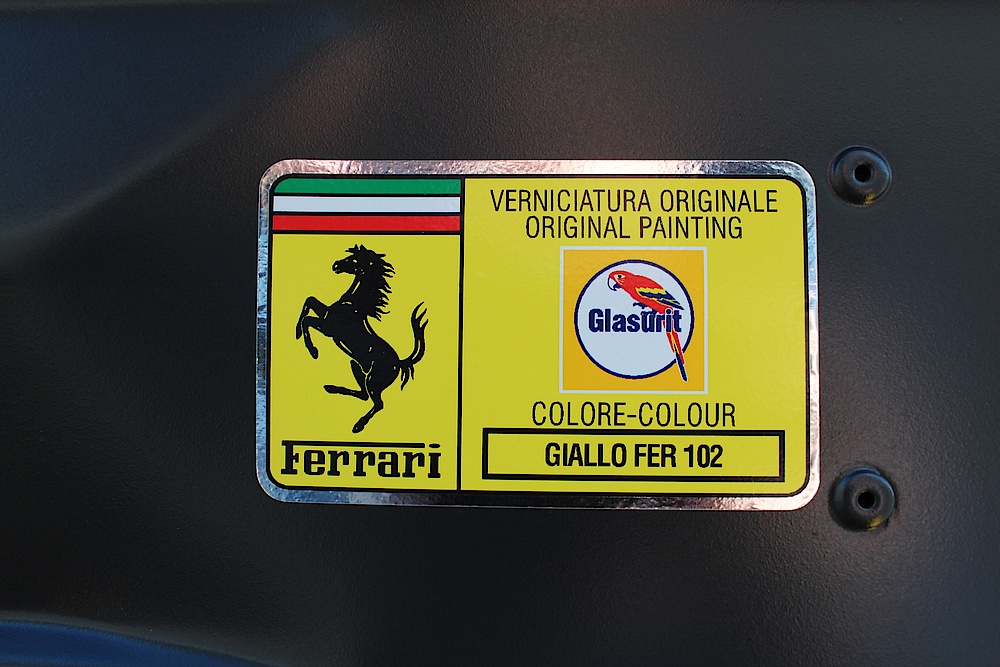 VERNICIATURA ORIGINALE
ORIGINAL PAINTING
Glasurit
COLORE-COLOUR
GIALLO FER 102
Ferrari